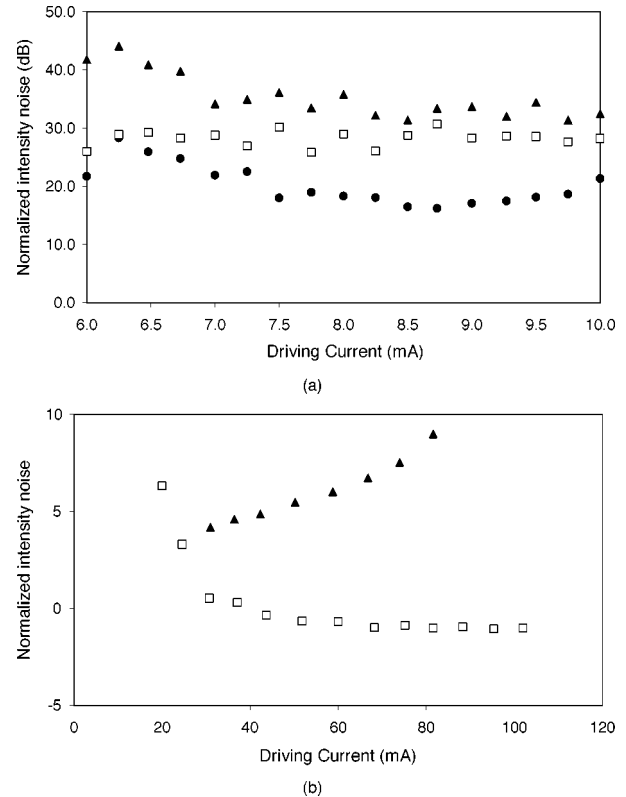 50.0
40.0
30.0
20.0
10.0
0.0
Normalized intensity noise (dB)
6.0 6.5 7.0 7.5 8.0 8.5 9.0 9.5 10.0
Driving Current (mA)
(a)
10
5
0
-5
Normalized intensity noise
0 20 40 60 80 100 120
Driving Current (mA)
(b)